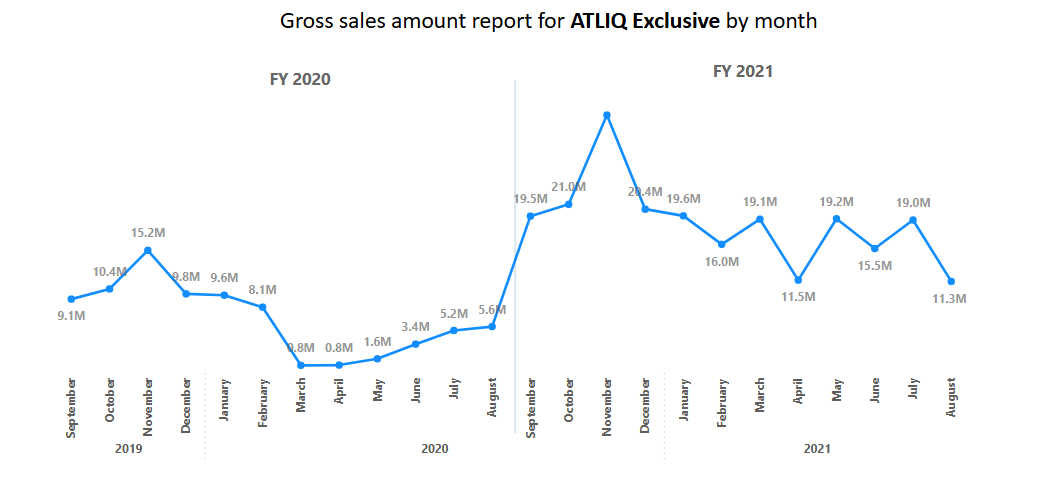 Gross sales amount report for ATLIQ Exclusive by month
FY 2020
FY 2021
9.1M
10.4M
15.2M
9.8M
9.6M
8.1M
0.8M
0.8M
1.6M
3.4M
5.2M
5.6M
19.5M
21.0M
20.4M
19.6M
16.0M
19.1M
11.5M
19.2M
15.5M
19.0M
11.3M
September
October
November
December
January
February
March
April
May
June
July
August
September
October
November
December
January
February
March
April
May
June
July
August
2019
2020
2021